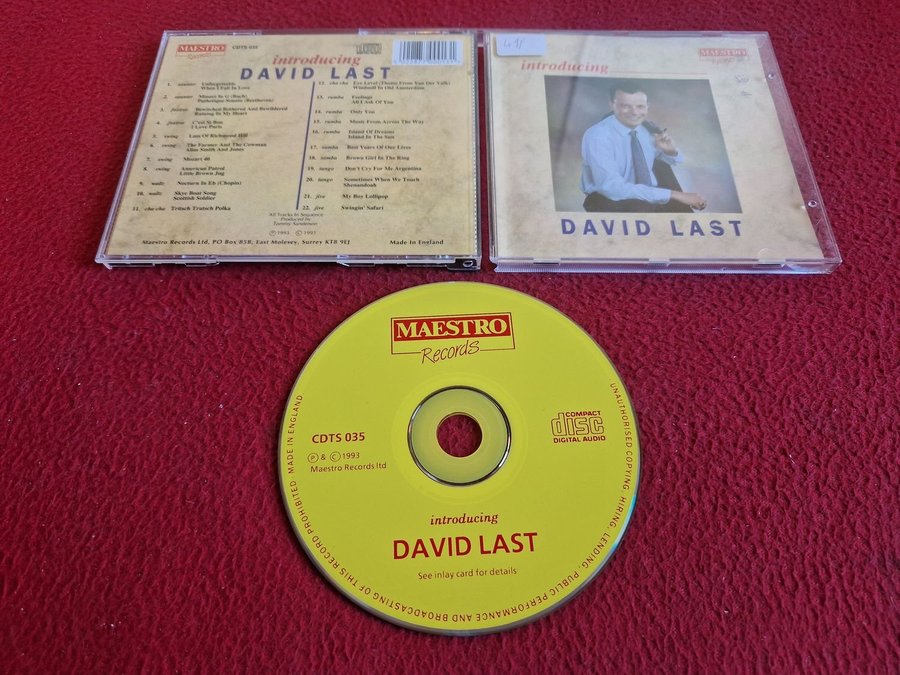 MAESTRO
Records
CDTS 035
introducing
DAVID LAST
1. saunter Unforgettable
When I Fall In Love
2. saunter Minuet In G (Bach)
Pathetique Sonata (Beethoven)
3. foxtrot Bewitched Bothered And Bewildered
Raining In My Heart
4. foxtrot C'est Si Bon
I Love Paris
5. swing Lass Of Richmond Hill
6. swing The Farmer And The Cowman
Alias Smith And Jones
7. swing Mozart 40
8. swing American Patrol
Little Brown Jug
9. waltz Nocturn in Eb (Chopin)
10. waltz Skye Boat Song
Scottish Soldier
11. cha cha Tritsch Tratsch Polka
12. cha cha Eye Level (Theme From Van Der Valk)
Windmill In Old Amsterdam
13. rumba Feelings
All I Ask Of You
14. rumba Only You
15. rumba Music From Across The Way
16. rumba Island Of Dreams
Island In The Sun
17. samba Best Years Of Our Lives
18. samba Brown Girl In The Ring
19. tango Don't Cry For Me Argentina
20. tango Sometimes When We Touch
Shenandoah
21. jive My Boy Lollipop
22. jive Swingin' Safari
All Tracks In Sequence
Produced by
Tommy Sanderson
℗ 1993 © 1993
Maestro Records Ltd, PO Box 85B, East Molesey, Surrey KT8 9EJ
Made In England
MAESTRO
introducing
DAVID LAST
MAESTRO
Records
CDTS 035
℗ & © 1993
Maestro Records ltd
COMPACT
disc
DIGITAL AUDIO
introducing
DAVID LAST
See inlay card for details
UNAUTHORISED COPYING, HIRING, LENDING, PUBLIC PERFORMANCE AND BROADCASTING OF THIS RECORD PROHIBITED. MADE IN ENGLAND